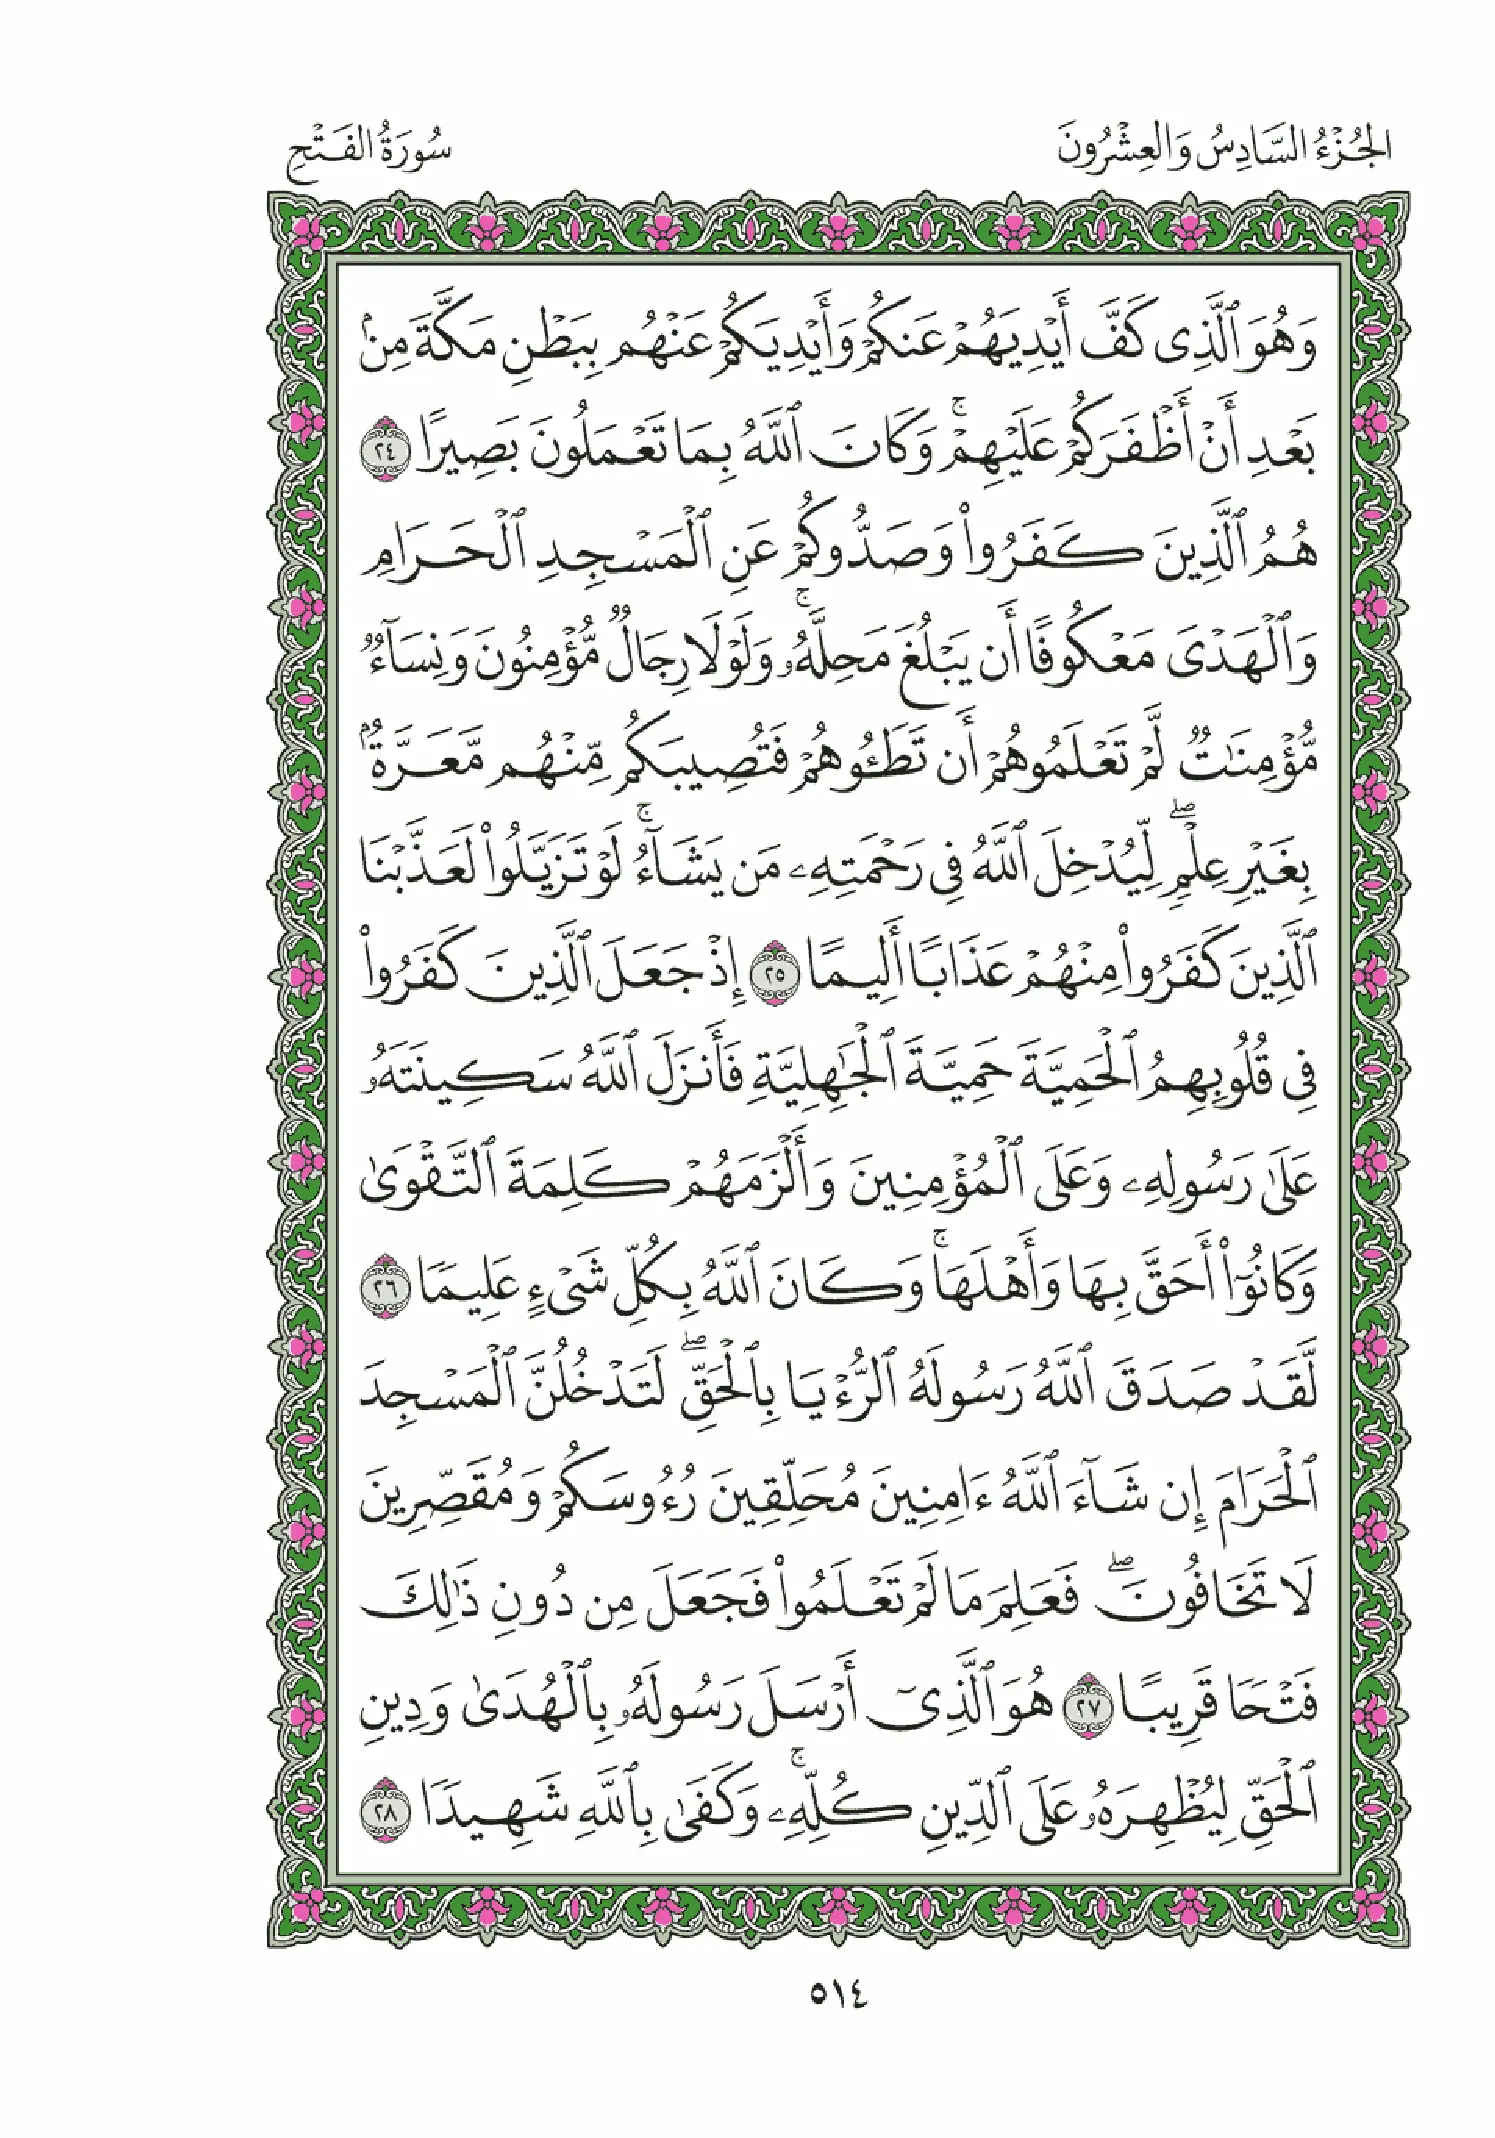 الجُزْءُ السَّادِسُ وَالعِشْرُونَ
سُورَةُ الفَتْحِ
وَهُوَ ٱلَّذِى كَفَّ أَيْدِيَهُمْ عَنكُمْ وَأَيْدِيَكُمْ عَنْهُم بِبَطْنِ مَكَّةَ مِنۢ
بَعْدِ أَنْ أَظْفَرَكُمْ عَلَيْهِمْ ۚ وَكَانَ ٱللَّهُ بِمَا تَعْمَلُونَ بَصِيرًا ٢٤
هُمُ ٱلَّذِينَ كَفَرُوا۟ وَصَدُّوكُمْ عَنِ ٱلْمَسْجِدِ ٱلْحَرَامِ
وَٱلْهَدْىَ مَعْكُوفًا أَن يَبْلُغَ مَحِلَّهُۥ ۚ وَلَوْلَا رِجَالٌ مُّؤْمِنُونَ وَنِسَآءٌ
مُّؤْمِنَـٰتٌ لَّمْ تَعْلَمُوهُمْ أَن تَطَـُٔوهُمْ فَتُصِيبَكُم مِّنْهُم مَّعَرَّةٌۢ
بِغَيْرِ عِلْمٍ ۖ لِّيُدْخِلَ ٱللَّهُ فِى رَحْمَتِهِۦ مَن يَشَآءُ ۚ لَوْ تَزَيَّلُوا۟ لَعَذَّبْنَا
ٱلَّذِينَ كَفَرُوا۟ مِنْهُمْ عَذَابًا أَلِيمًا ٢٥ إِذْ جَعَلَ ٱلَّذِينَ كَفَرُوا۟
فِى قُلُوبِهِمُ ٱلْحَمِيَّةَ حَمِيَّةَ ٱلْجَـٰهِلِيَّةِ فَأَنزَلَ ٱللَّهُ سَكِينَتَهُۥ
عَلَىٰ رَسُولِهِۦ وَعَلَى ٱلْمُؤْمِنِينَ وَأَلْزَمَهُمْ كَلِمَةَ ٱلتَّقْوَىٰ
وَكَانُوٓا۟ أَحَقَّ بِهَا وَأَهْلَهَا ۚ وَكَانَ ٱللَّهُ بِكُلِّ شَىْءٍ عَلِيمًا ٢٦
لَّقَدْ صَدَقَ ٱللَّهُ رَسُولَهُ ٱلرُّءْيَا بِٱلْحَقِّ ۖ لَتَدْخُلُنَّ ٱلْمَسْجِدَ
ٱلْحَرَامَ إِن شَآءَ ٱللَّهُ ءَامِنِينَ مُحَلِّقِينَ رُءُوسَكُمْ وَمُقَصِّرِينَ
لَا تَخَافُونَ ۖ فَعَلِمَ مَا لَمْ تَعْلَمُوا۟ فَجَعَلَ مِن دُونِ ذَٰلِكَ
فَتْحًا قَرِيبًا ٢٧ هُوَ ٱلَّذِىٓ أَرْسَلَ رَسُولَهُۥ بِٱلْهُدَىٰ وَدِينِ
ٱلْحَقِّ لِيُظْهِرَهُۥ عَلَى ٱلدِّينِ كُلِّهِۦ ۚ وَكَفَىٰ بِٱللَّهِ شَهِيدًا ٢٨
٥١٤